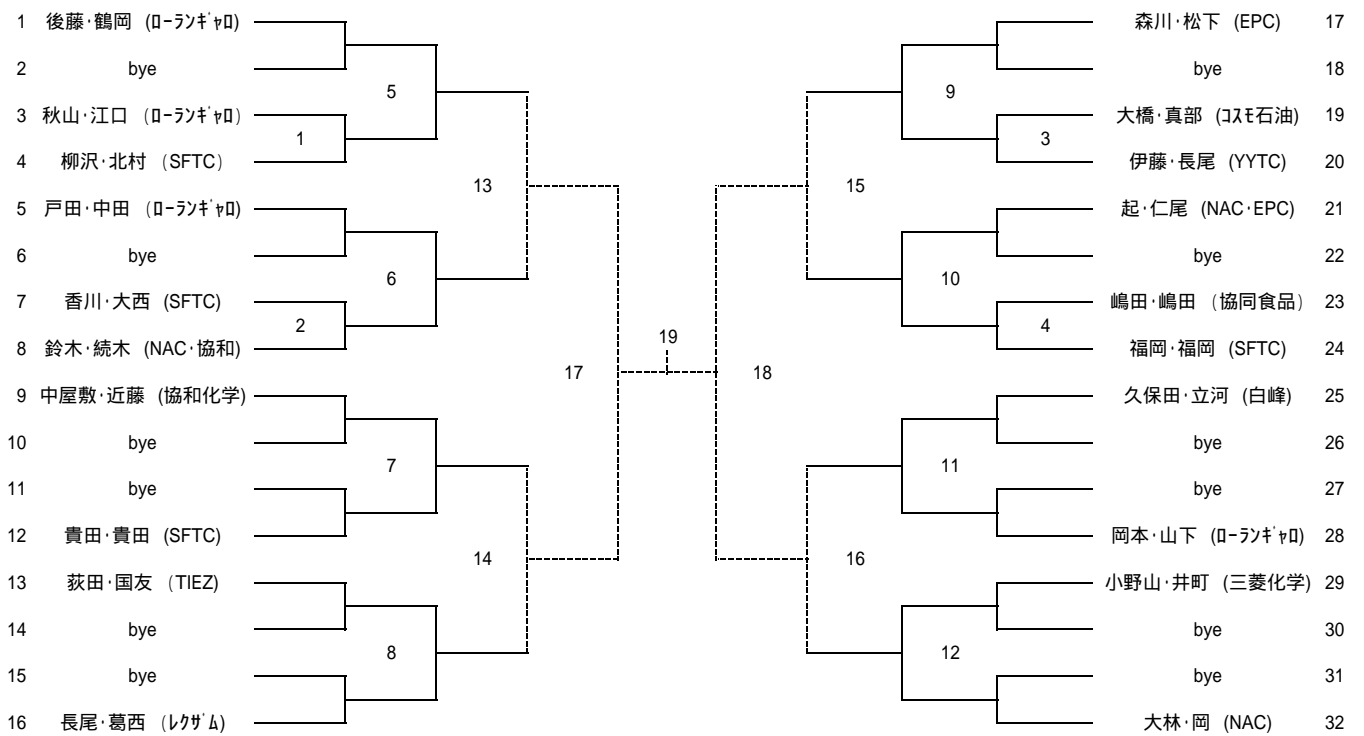 1 後藤・鶴岡 (ﾛｰﾗﾝｷﾞｬﾛ)
2 bye
5
3 秋山・江口 (ﾛｰﾗﾝｷﾞｬﾛ)
1
4 柳沢・北村 (SFTC)
13
5 戸田・中田 (ﾛｰﾗﾝｷﾞｬﾛ)
6 bye
6
7 香川・大西 (SFTC)
2
8 鈴木・続木 (NAC・協和)
17
9 中屋敷・近藤 (協和化学)
10 bye
7
11 bye
12 貴田・貴田 (SFTC)
14
13 荻田・国友 (TIEZ)
14 bye
8
15 bye
16 長尾・葛西 (ﾚｸｻﾞﾑ)
19
森川・松下 (EPC) 17
bye 18
9
大橋・真部 (ｺｽﾓ石油) 19
3
伊藤・長尾 (YYTC) 20
15
起・仁尾 (NAC・EPC) 21
bye 22
10
嶋田・嶋田 (協同食品) 23
4
福岡・福岡 (SFTC) 24
18
久保田・立河 (白峰) 25
bye 26
11
bye 27
岡本・山下 (ﾛｰﾗﾝｷﾞｬﾛ) 28
16
小野山・井町 (三菱化学) 29
bye 30
12
bye 31
大林・岡 (NAC) 32